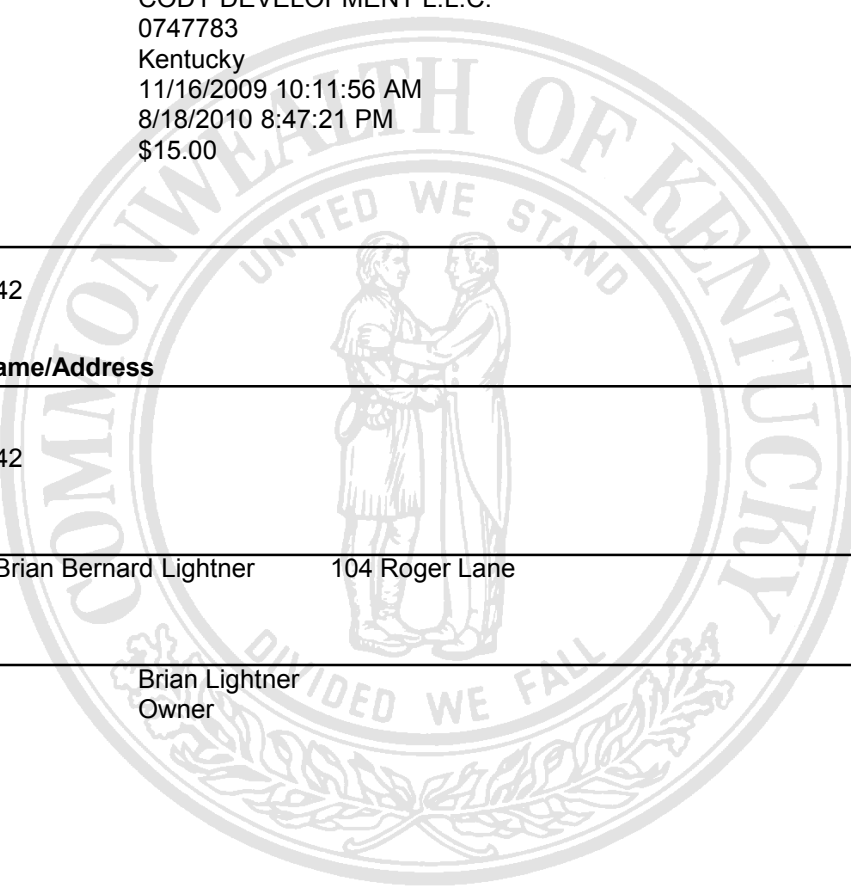 CODY DEVELOPMENT L.L.C.
0747783
Kentucky
11/16/2009 10:11:56 AM
8/18/2010 8:47:21 PM
$15.00
42
ame/Address
42
Brian Bernard Lightner 104 Roger Lane
Brian Lightner
Owner
COMMONWEALTH OF KENTUCKY
UNITED WE STAND
DIVIDED WE FALL